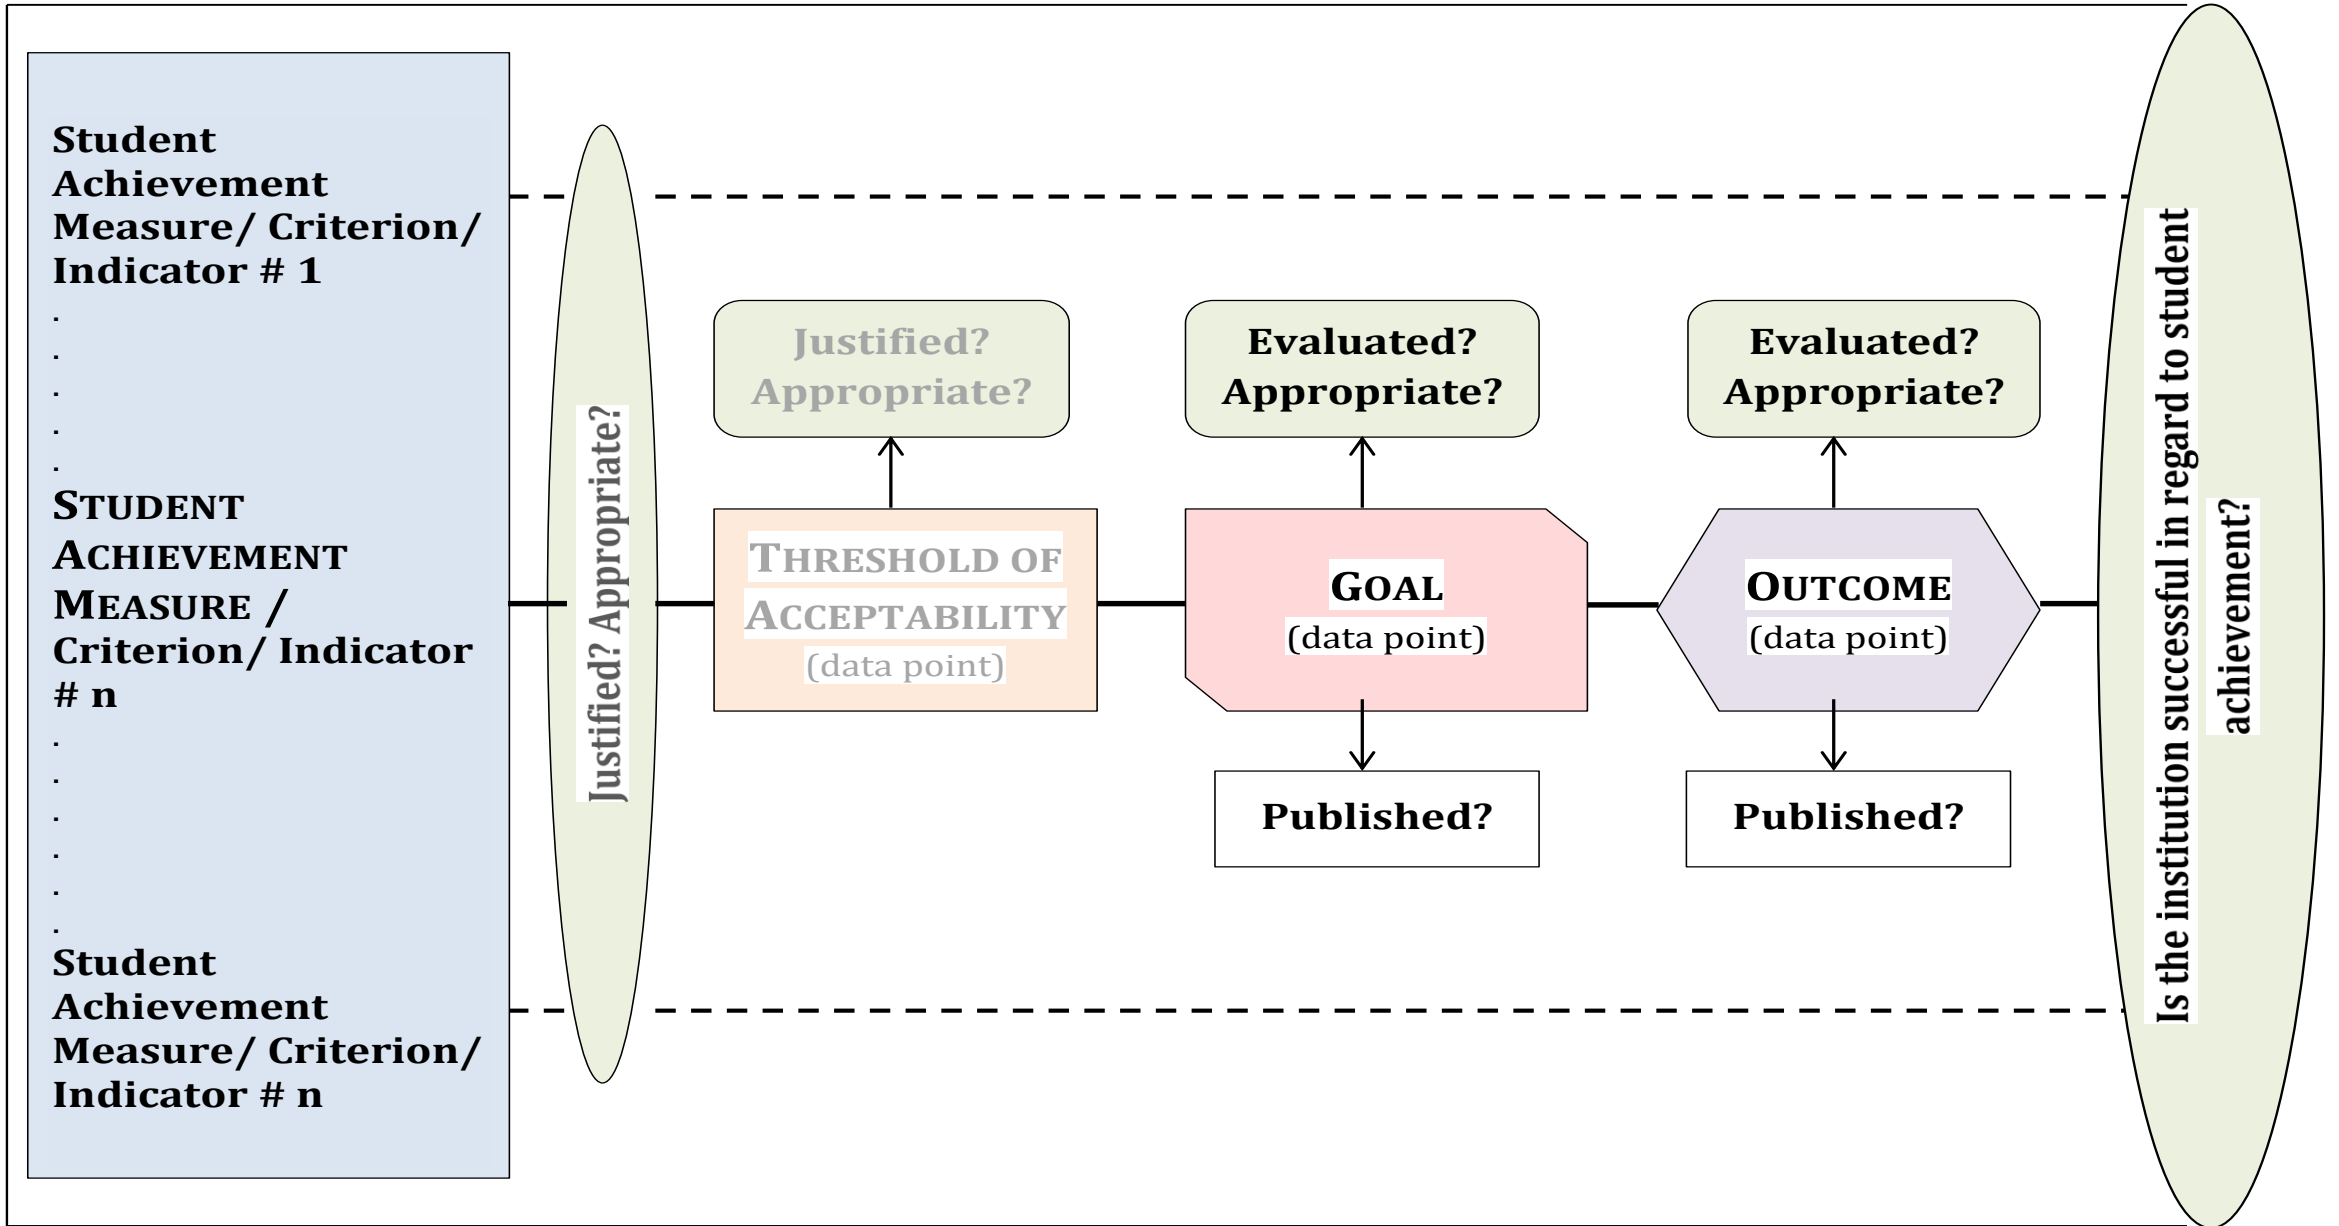 Student
Achievement
Measure/ Criterion/
Indicator # 1
.
.
.
.
.
STUDENT
ACHIEVEMENT
MEASURE /
Criterion/ Indicator
# n
.
.
.
.
.
.
Student
Achievement
Measure/ Criterion/
Indicator # n
Justified? Appropriate?
Justified?
Appropriate?
THRESHOLD OF
ACCEPTABILITY
(data point)
Evaluated?
Appropriate?
GOAL
(data point)
Published?
Evaluated?
Appropriate?
OUTCOME
(data point)
Published?
Is the institution successful in regard to student
achievement?